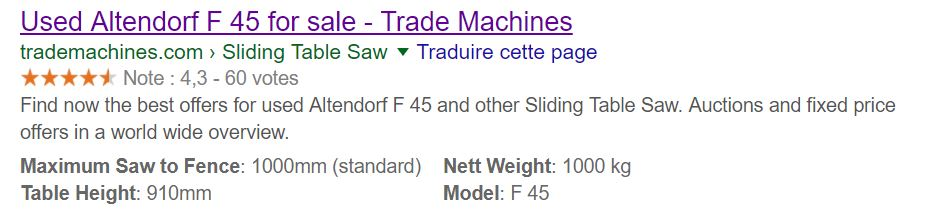 Used Altendorf F 45 for sale - Trade Machines
trademachines.com › Sliding Table Saw ▼ Traduire cette page
★★★★★ Note : 4,3 - 60 votes
Find now the best offers for used Altendorf F 45 and other Sliding Table Saw. Auctions and fixed price
offers in a world wide overview.
Maximum Saw to Fence: 1000mm (standard) Nett Weight: 1000 kg
Table Height: 910mm Model: F 45